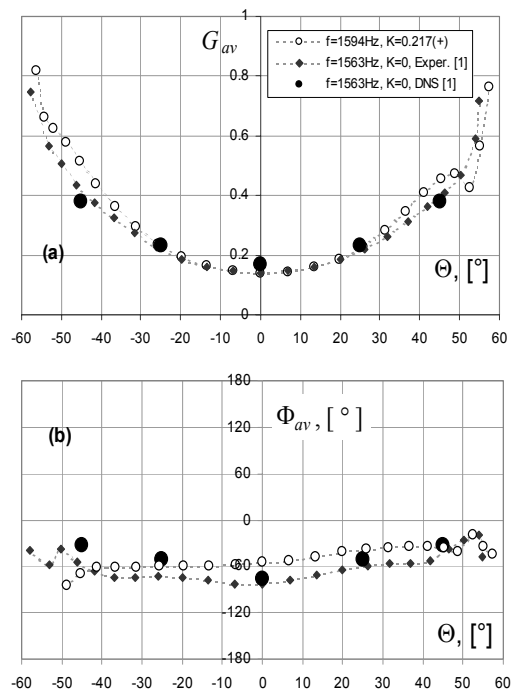 1
G av
f=1594Hz, K=0.217(+)
f=1563Hz, K=0, Exper. [1]
f=1563Hz, K=0, DNS [1]
0.8
0.6
0.4
(a)
0.2
Θ, [°]
0
-60 -50 -40 -30 -20 -10 0 10 20 30 40 50 60
180
Φ av , [ ° ]
(b)
120
60
0
-60
-120
Θ, [°]
-180
-60 -50 -40 -30 -20 -10 0 10 20 30 40 50 60